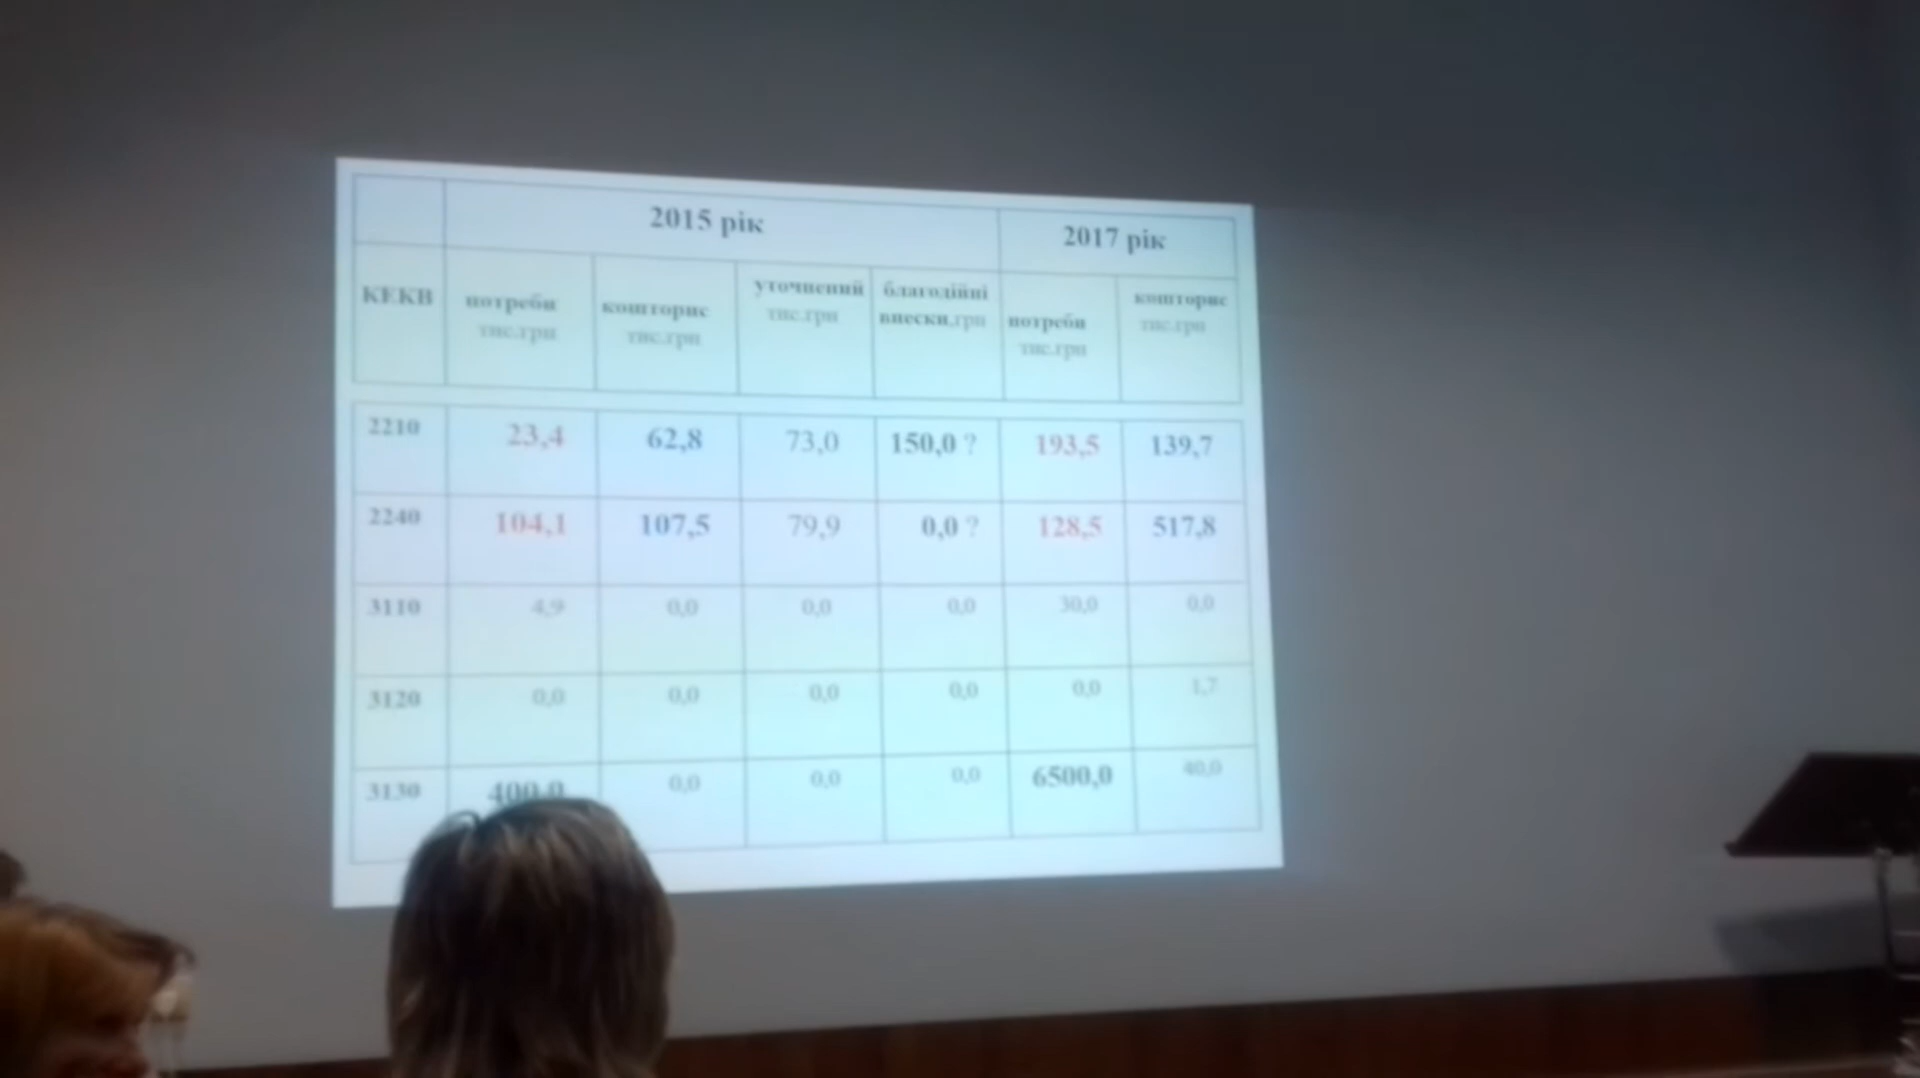 2015 рік 2017 рік
КЕКВ потреби тис.грн кошторис тис.грн уточнений тис.грн благодійні внески,грн потреби тис.грн кошторис тис.грн
2210 23,4 62,8 73,0 150,0 ? 193,5 139,7
2240 104,1 107,5 79,9 0,0 ? 128,5 517,8
3110 4,9 0,0 0,0 0,0 30,0 0,0
3120 0,0 0,0 0,0 0,0 0,0 1,7
3130 400,0 0,0 0,0 0,0 6500,0 40,0